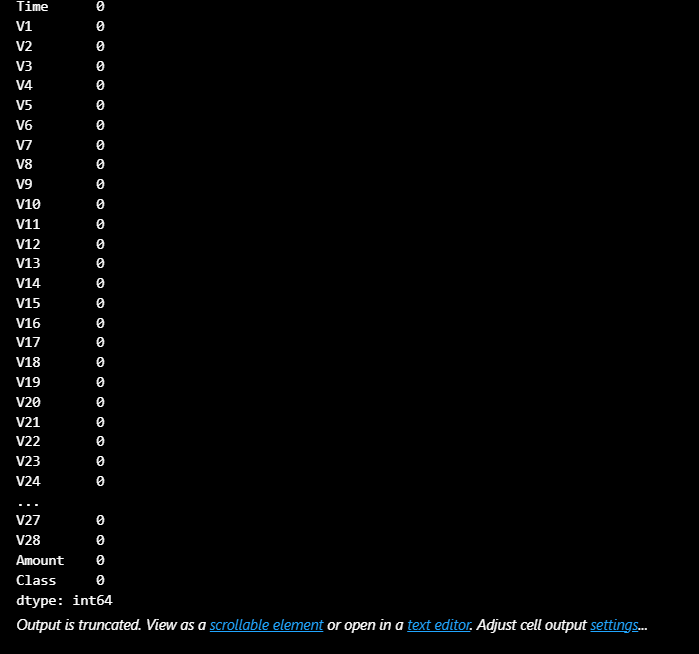 Time 0
V1 0
V2 0
V3 0
V4 0
V5 0
V6 0
V7 0
V8 0
V9 0
V10 0
V11 0
V12 0
V13 0
V14 0
V15 0
V16 0
V17 0
V18 0
V19 0
V20 0
V21 0
V22 0
V23 0
V24 0
...
V27 0
V28 0
Amount 0
Class 0
dtype: int64
Output is truncated. View as a scrollable element or open in a text editor. Adjust cell output settings...